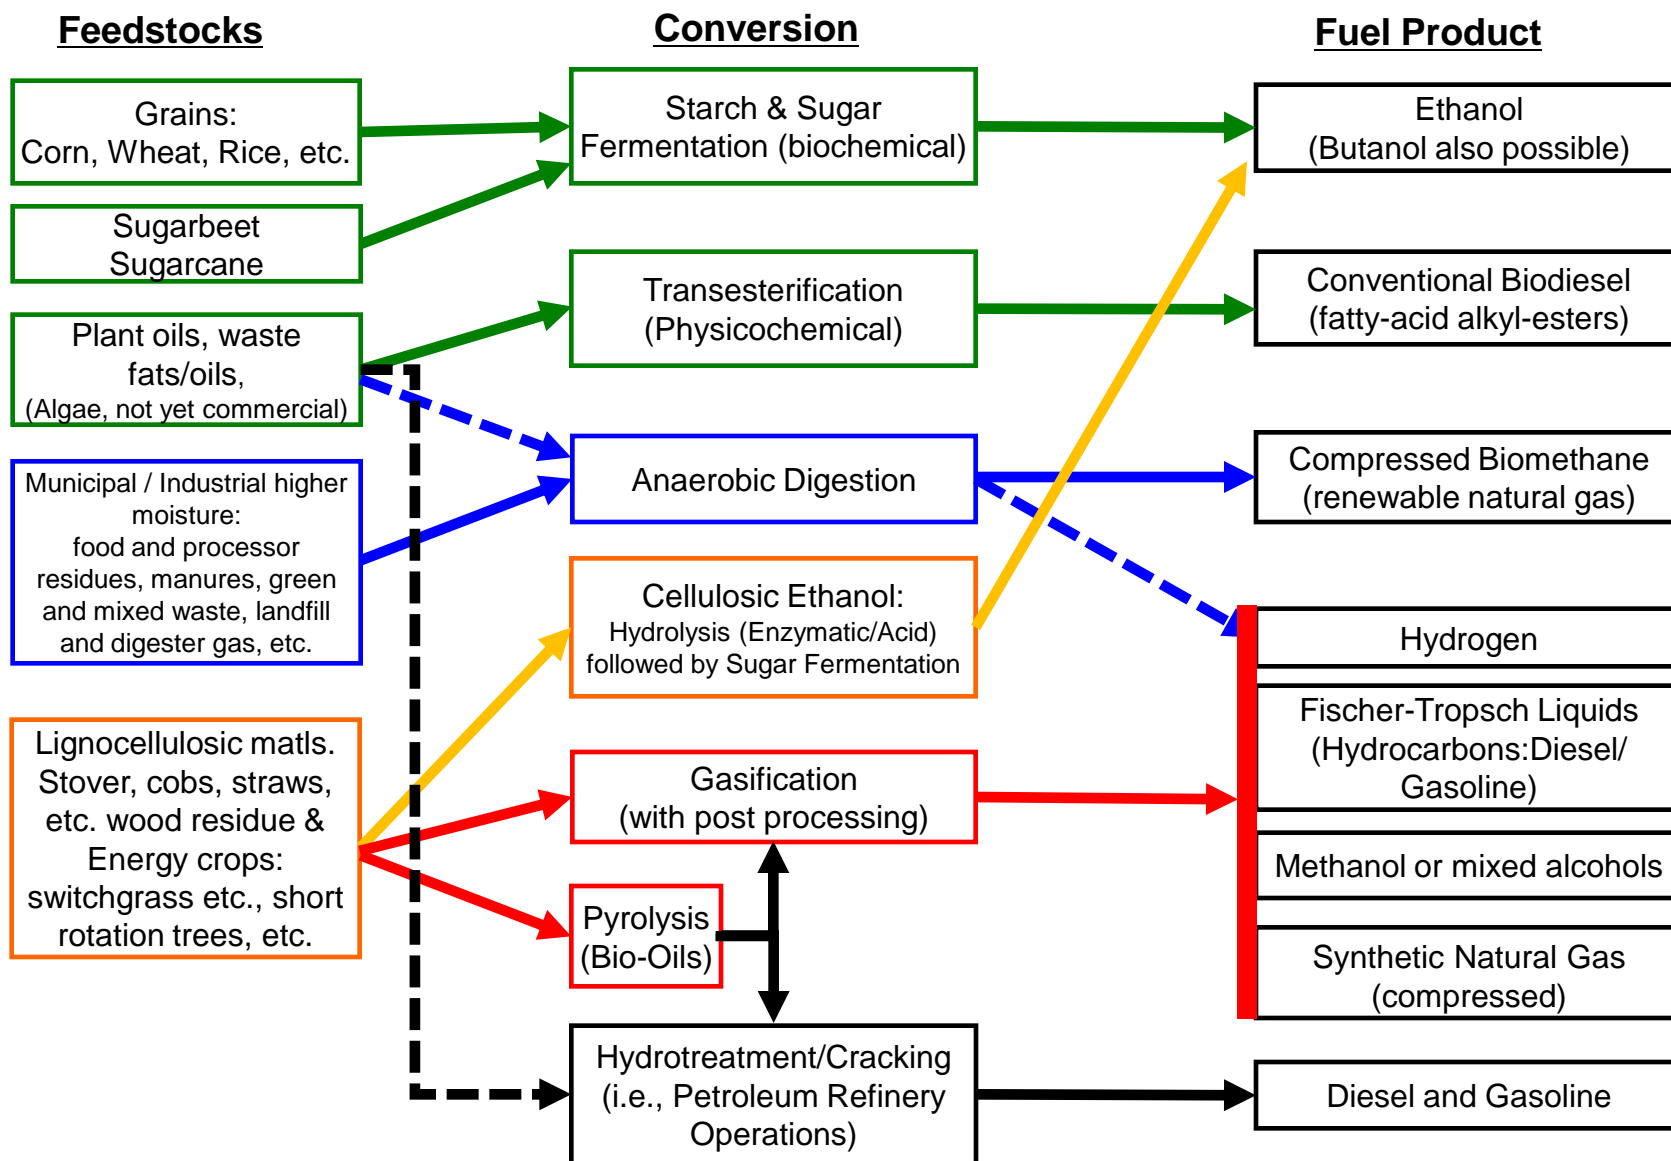 Feedstocks
Conversion
Fuel Product
Grains:
Corn, Wheat, Rice, etc.
Sugarbeet
Sugarcane
Plant oils, waste
fats/oils,
(Algae, not yet commercial)
Municipal / Industrial higher
moisture:
food and processor
residues, manures, green
and mixed waste, landfill
and digester gas, etc.
Lignocellulosic matls.
Stover, cobs, straws,
etc. wood residue &
Energy crops:
switchgrass etc., short
rotation trees, etc.
Starch & Sugar
Fermentation (biochemical)
Transesterification
(Physicochemical)
Anaerobic Digestion
Cellulosic Ethanol:
Hydrolysis (Enzymatic/Acid)
followed by Sugar Fermentation
Gasification
(with post processing)
Pyrolysis
(Bio-Oils)
Hydrotreatment/Cracking
(i.e., Petroleum Refinery
Operations)
Ethanol
(Butanol also possible)
Conventional Biodiesel
(fatty-acid alkyl-esters)
Compressed Biomethane
(renewable natural gas)
Hydrogen
Fischer-Tropsch Liquids
(Hydrocarbons:Diesel/
Gasoline)
Methanol or mixed alcohols
Synthetic Natural Gas
(compressed)
Diesel and Gasoline